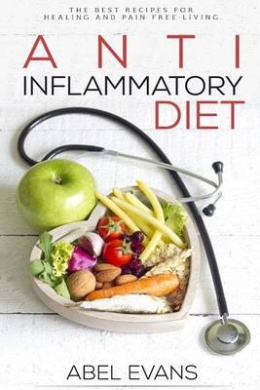 THE BEST RECIPES FOR
HEALING AND PAIN FREE LIVING
ANTI
INFLAMMATORY
DIET
ABEL EVANS